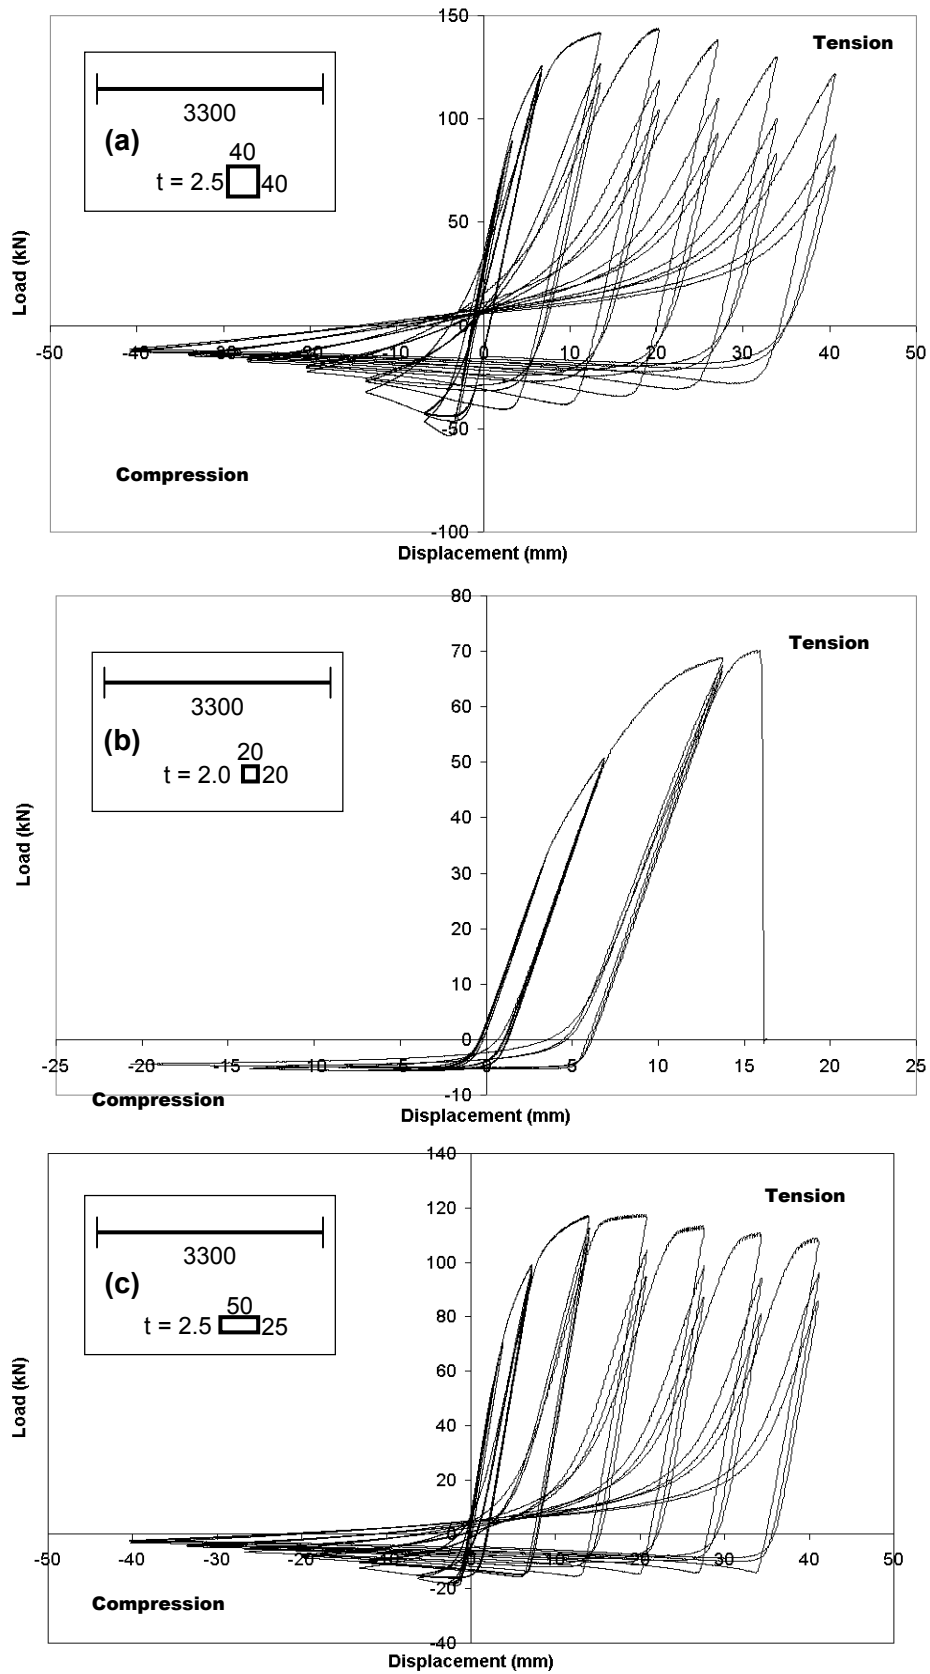 150
Tension
3300
100
(a)
40
t = 2.5 40
50
Load (kN)
0
-50 -40 -30 -20 -10 0 10 20 30 40 50
-50
Compression
-100
Displacement (mm)
80
Tension
70
3300
60
(b)
20
t = 2.0 20
50
40
Load (kN)
30
20
10
0
-25 -20 -15 -10 -5 0 5 10 15 20 25
-10
Compression
Displacement (mm)
140
Tension
120
3300
100
(c)
50
t = 2.5 25
80
60
Load (kN)
40
20
0
-50 -40 -30 -20 -10 0 10 20 30 40 50
-20
Compression
-40
Displacement (mm)